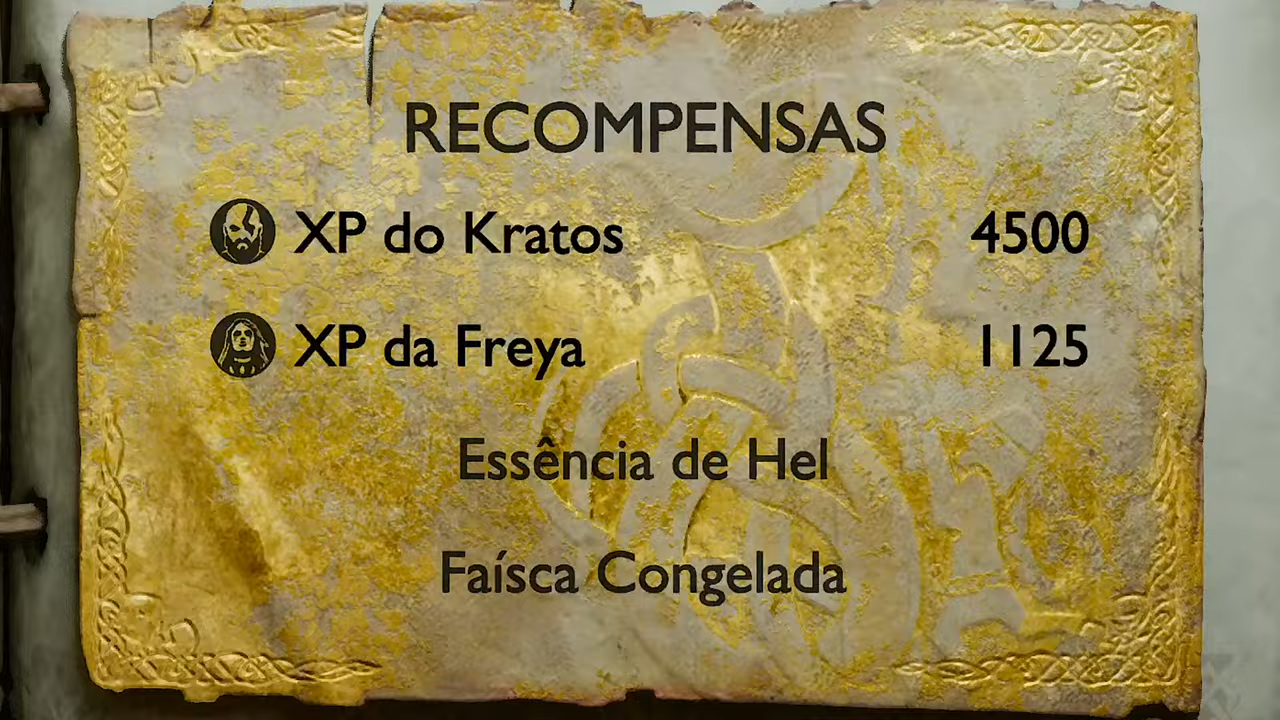 RECOMPENSAS
XP do Kratos 4500
XP da Freya 1125
Essência de Hel
Faísca Congelada